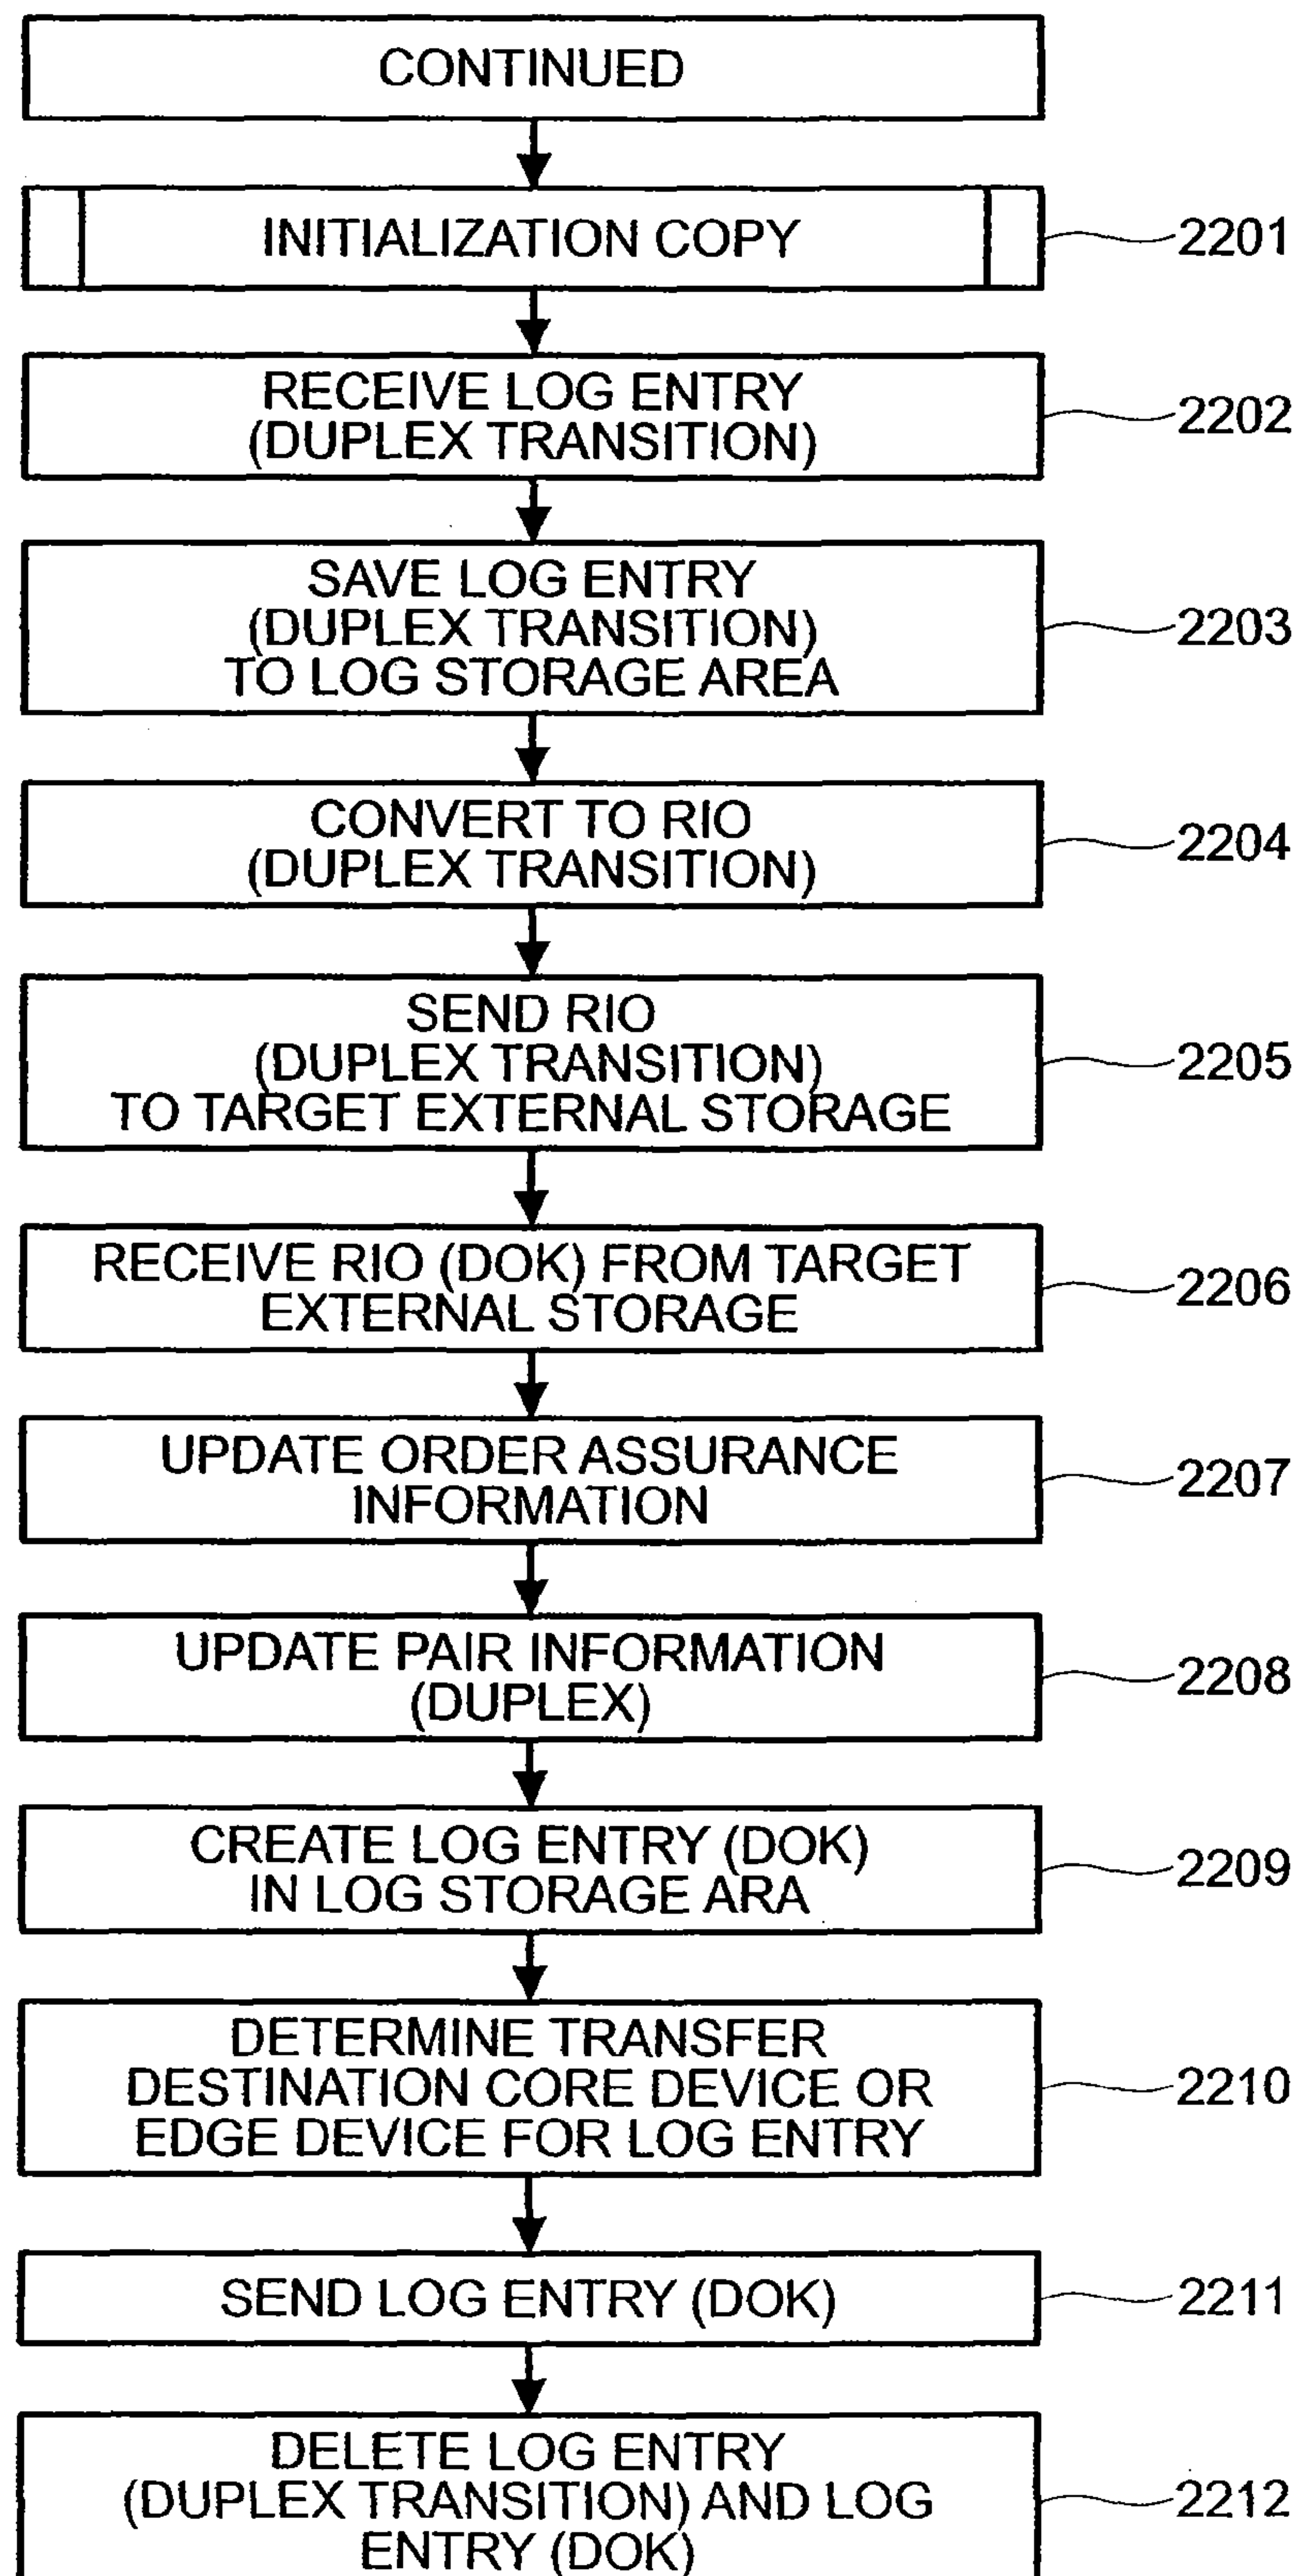 CONTINUED
INITIALIZATION COPY
2201
RECEIVE LOG ENTRY
(DUPLEX TRANSITION)
2202
SAVE LOG ENTRY
(DUPLEX TRANSITION)
TO LOG STORAGE AREA
2203
CONVERT TO RIO
(DUPLEX TRANSITION)
2204
SEND RIO
(DUPLEX TRANSITION)
TO TARGET EXTERNAL STORAGE
2205
RECEIVE RIO (DOK) FROM TARGET
EXTERNAL STORAGE
2206
UPDATE ORDER ASSURANCE
INFORMATION
2207
UPDATE PAIR INFORMATION
(DUPLEX)
2208
CREATE LOG ENTRY (DOK)
IN LOG STORAGE ARA
2209
DETERMINE TRANSFER
DESTINATION CORE DEVICE OR
EDGE DEVICE FOR LOG ENTRY
2210
SEND LOG ENTRY (DOK)
2211
DELETE LOG ENTRY
(DUPLEX TRANSITION) AND LOG
ENTRY (DOK)
2212